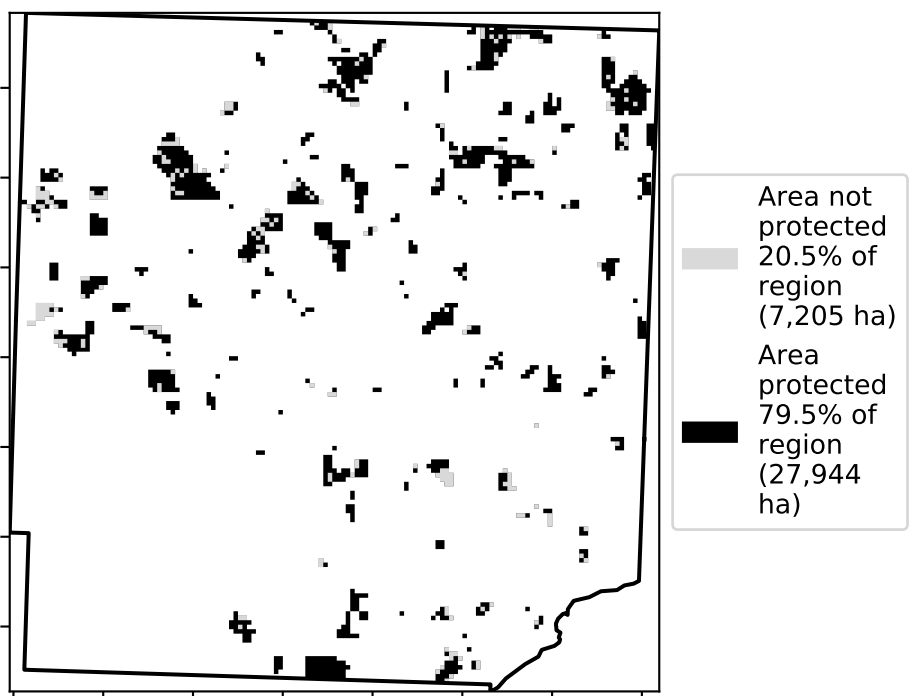 Area not
protected
20.5% of
region
(7,205 ha)
Area
protected
79.5% of
region
(27,944
ha)